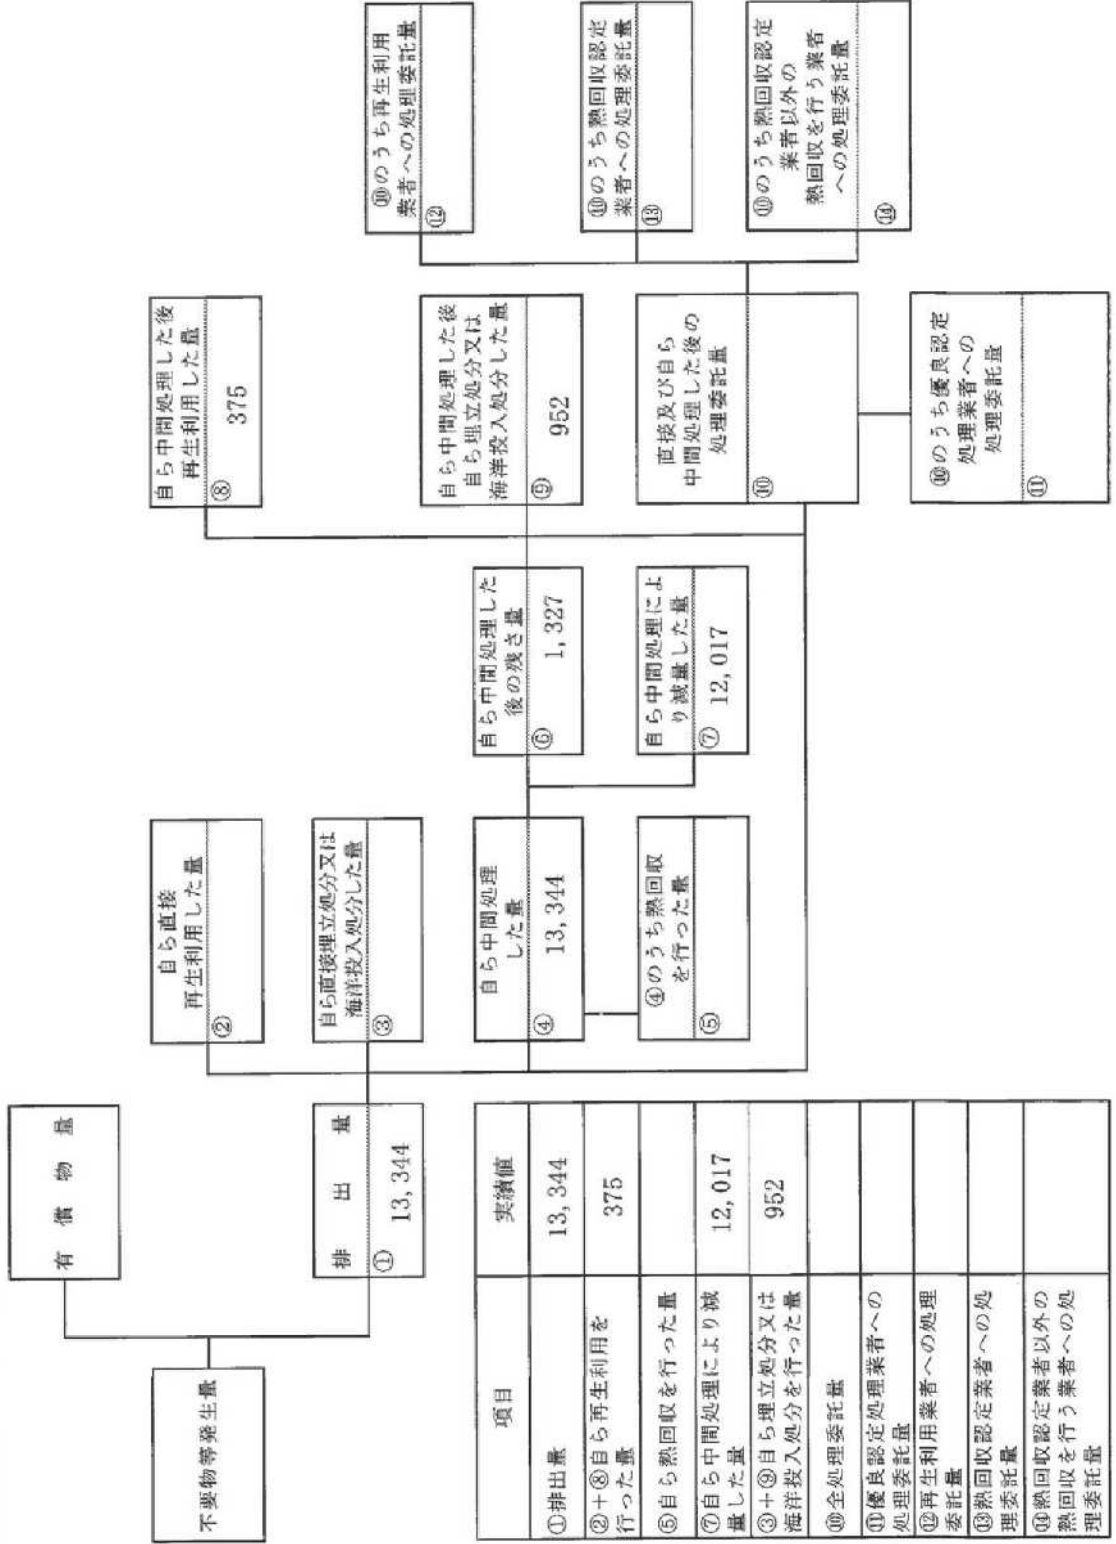 不要物等発生量
有償物量
排出量
① 13,344
自ら直接
再生利用した量
②
自ら直接埋立処分又は
海洋投入処分した量
③
自ら中間処理
した量
④ 13,344
④のうち熱回収
を行った量
⑤
自ら中間処理した
後の残さ量
⑥ 1,327
自ら中間処理によ
り減量した量
⑦ 12,017
自ら中間処理した後
再生利用した量
⑧ 375
自ら中間処理した後
自ら埋立処分又は
海洋投入処分した量
⑨ 952
直接及び自ら
中間処理した後の
処理委託量
⑩
⑩のうち優良認定
処理業者への
処理委託量
⑪
⑩のうち再生利用
業者への処理委託量
⑫
⑩のうち熱回収認定
業者への処理委託量
⑬
⑩のうち熱回収認定
業者以外の
熱回収を行う業者
への処理委託量
⑭
項目 実績値
①排出量 13,344
②+⑧自ら再生利用を
行った量 375
⑤自ら熱回収を行った量
⑦自ら中間処理により減
量した量 12,017
③+⑨自ら埋立処分又は
海洋投入処分を行った量 952
⑩全処理委託量
⑪優良認定処理業者への
処理委託量
⑫再生利用業者への処理
委託量
⑬熱回収認定業者への処
理委託量
⑭熱回収認定業者以外の
熱回収を行う業者への処
理委託量